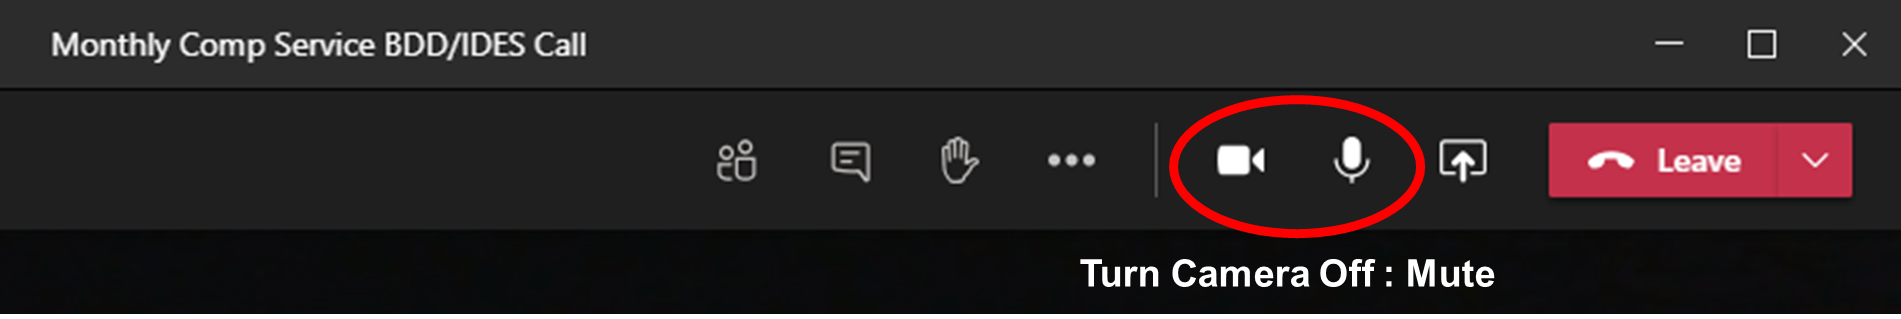 Monthly Comp Service BDD/IDES Call
Leave
Turn Camera Off : Mute